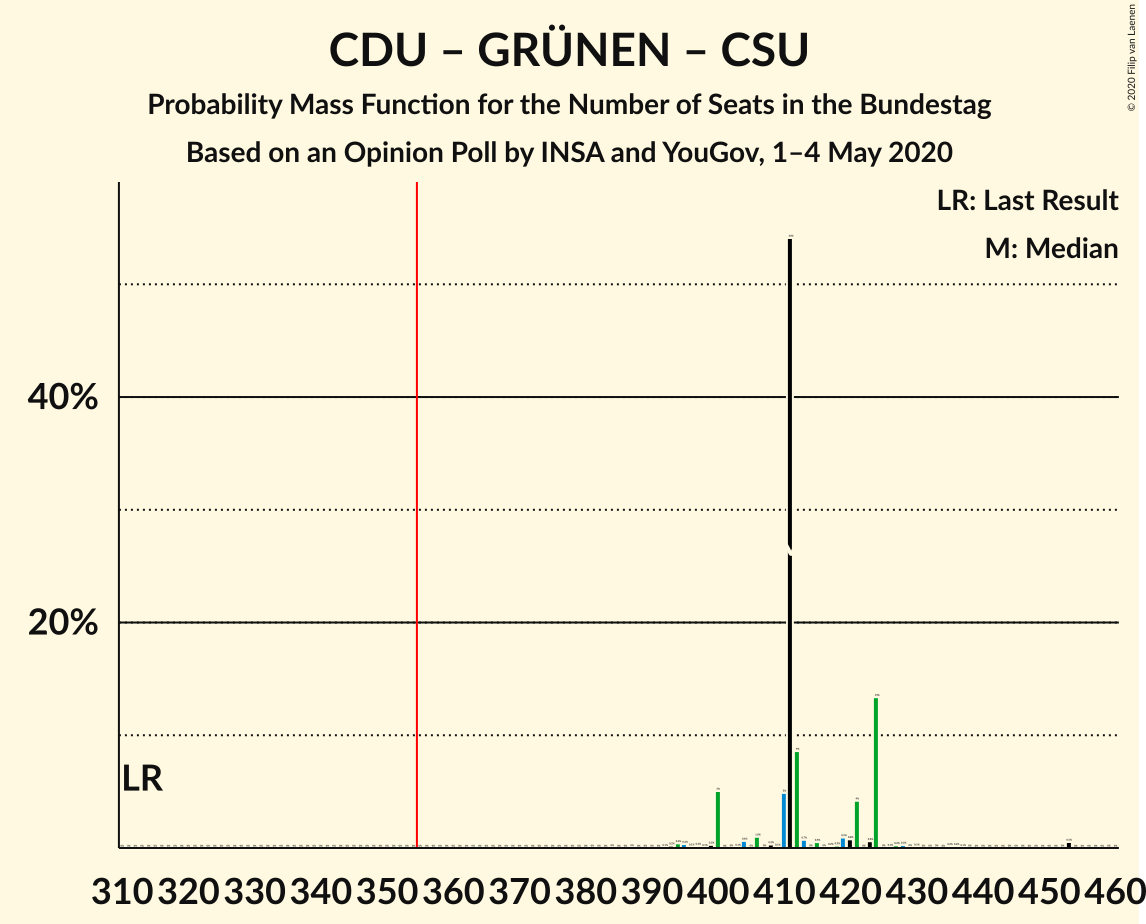 CDU – GRÜNEN – CSU
Probability Mass Function for the Number of Seats in the Bundestag
Based on an Opinion Poll by INSA and YouGov, 1–4 May 2020
© 2020 Filip van Laenen
LR: Last Result
M: Median
40%
20%
LR
310 320 330 340 350 360 370 380 390 400 410 420 430 440 450 460